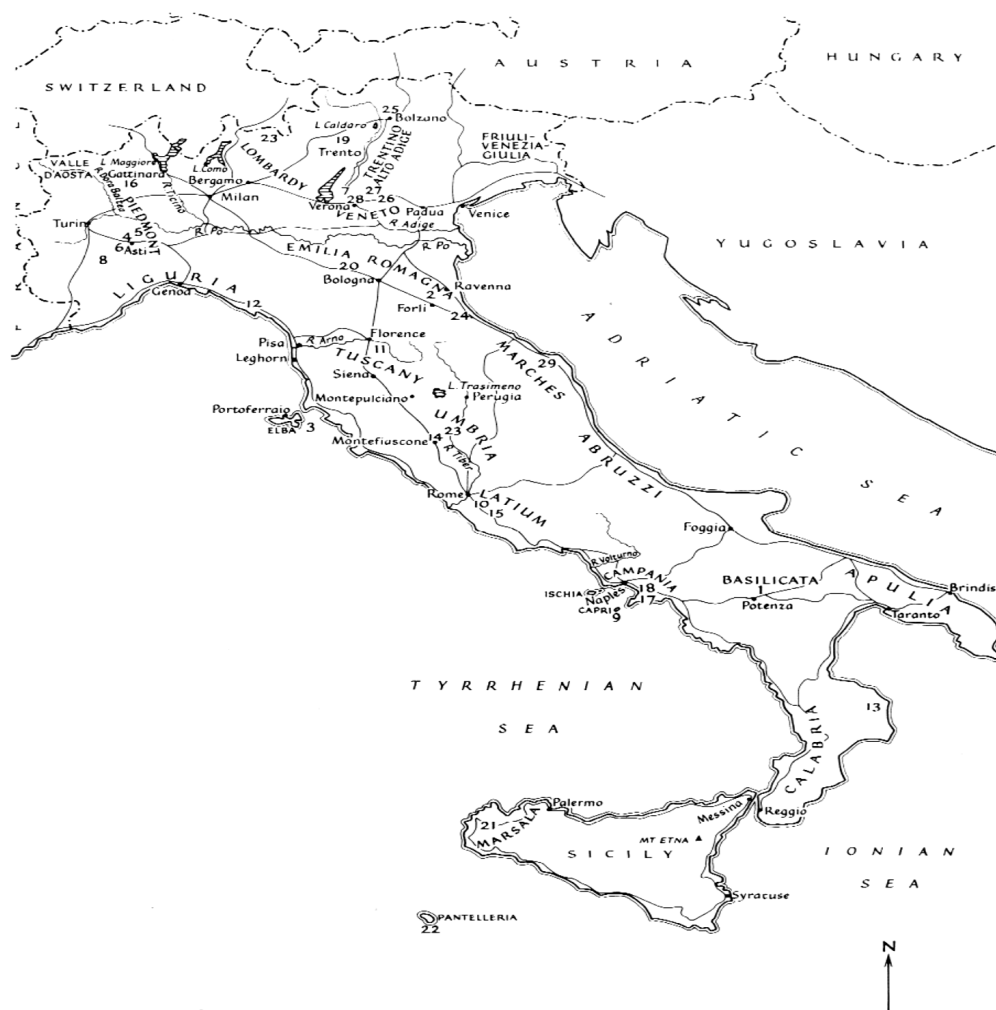 HUNGARY
AUSTRIA
SWITZERLAND
25
Bolzano
L. Caldaro
23
19
Trento
TRENTINO
ALTO ADIGE
FRIULI-
VENEZIA-
GIULIA
LOMBARDY
VALLE
D'AOSTA
L. Maggiore
Gattinara
16
L. Como
Bergamo
R. Dora Baltea
R. Ticino
Milan
7
27
28
26
Verona
VENETO
Padua
Venice
R. Adige
PIEDMONT
Turin
4
5
6
Asti
8
R. Po
R. Po
YUGOSLAVIA
EMILIA ROMAGNA
20
Bologna
2
Ravenna
Forli
24
LIGURIA
Genoa
12
ADRIATIC SEA
Florence
11
R. Arno
Pisa
Leghorn
TUSCANY
Siena
MARCHES
29
L. Trasimeno
Perugia
Montepulciano
Portoferraio
ELBA
3
UMBRIA
23
14
Montefiuscone
R. Tiber
ABRUZZI
Rome
10
15
LATIUM
Foggia
R. Volturno
CAMPANIA
18
17
Naples
ISCHIA
CAPRI
9
BASILICATA
1
Potenza
APULIA
Brindis
Taranto
TYRRHENIAN
SEA
13
CALABRIA
Messina
Reggio
Palermo
21
MARSALA
MT ETNA
SICILY
IONIAN
SEA
Syracuse
PANTELLERIA
22
N